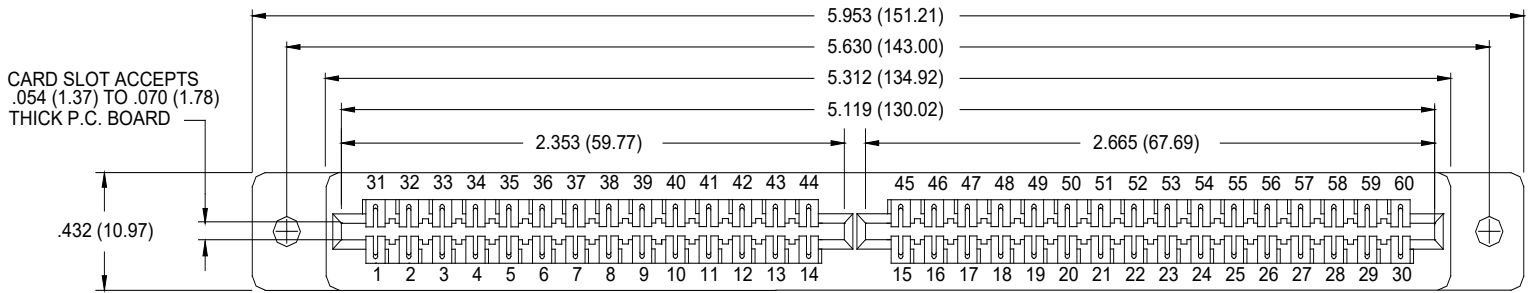 5.953 (151.21)
5.630 (143.00)
CARD SLOT ACCEPTS
.054 (1.37) TO .070 (1.78)
THICK P.C. BOARD
5.312 (134.92)
5.119 (130.02)
2.353 (59.77)
2.665 (67.69)
31 32 33 34 35 36 37 38 39 40 41 42 43 44 45 46 47 48 49 50 51 52 53 54 55 56 57 58 59 60
.432 (10.97)
1 2 3 4 5 6 7 8 9 10 11 12 13 14 15 16 17 18 19 20 21 22 23 24 25 26 27 28 29 30